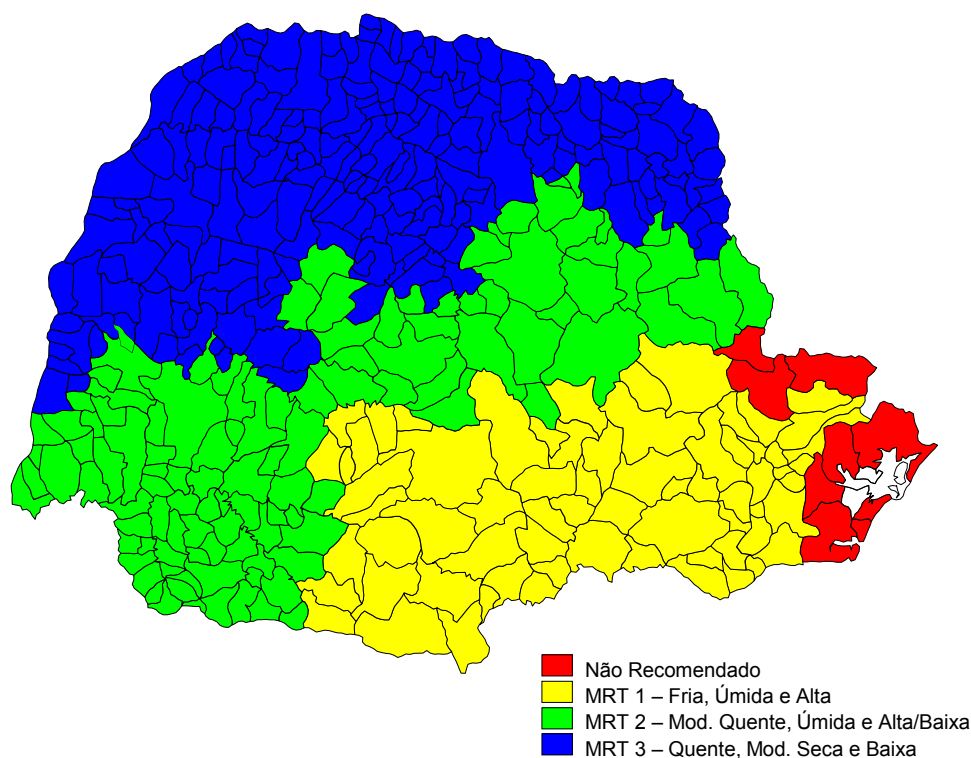 Não Recomendado
MRT 1 – Fria, Úmida e Alta
MRT 2 – Mod. Quente, Úmida e Alta/Baixa
MRT 3 – Quente, Mod. Seca e Baixa